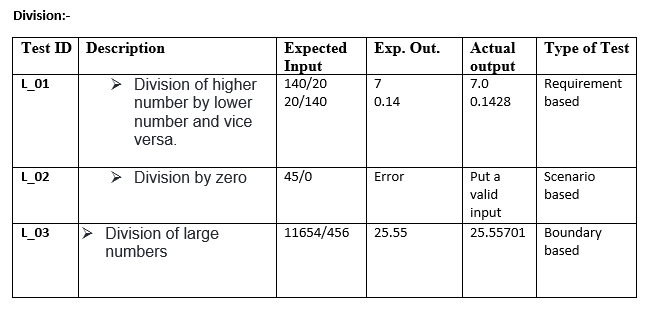 Division:-
Test ID Description Expected Input Exp. Out. Actual output Type of Test
L_01 ➢ Division of higher number by lower number and vice versa. 140/20 20/140 7 0.14 7.0 0.1428 Requirement based
L_02 ➢ Division by zero 45/0 Error Put a valid input Scenario based
L_03 ➢ Division of large numbers 11654/456 25.55 25.55701 Boundary based